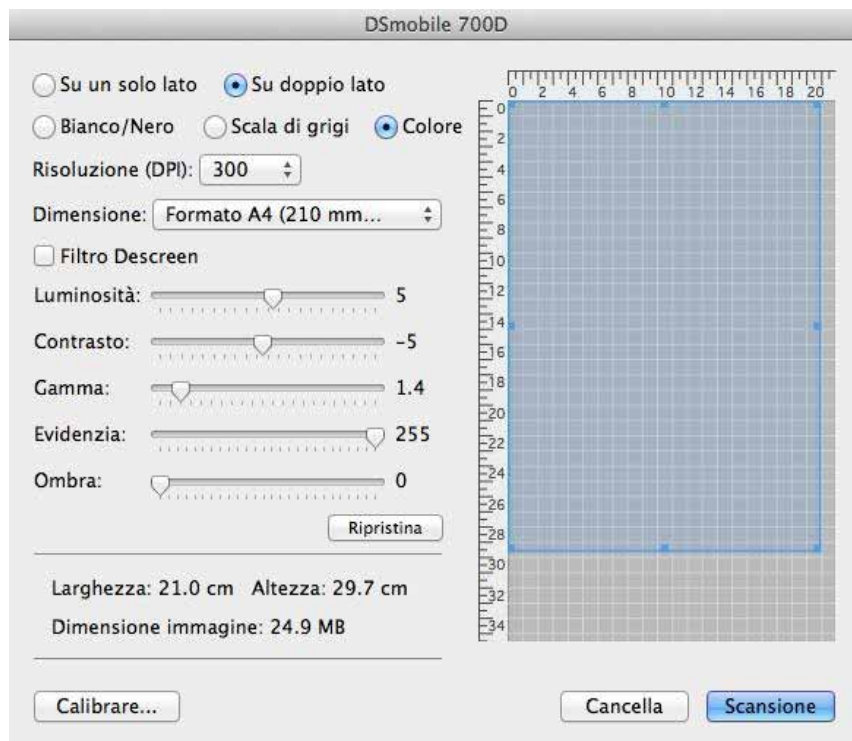 DSmobile 700D
Su un solo lato Su doppio lato
Bianco/Nero Scala di grigi Colore
Risoluzione (DPI): 300
Dimensione: Formato A4 (210 mm...
Filtro Descreen
Luminosità: 5
Contrasto: -5
Gamma: 1.4
Evidenzia: 255
Ombra: 0
Ripristina
Larghezza: 21.0 cm Altezza: 29.7 cm
Dimensione immagine: 24.9 MB
Calibrare...
0 2 4 6 8 10 12 14 16 18 20
0
2
4
6
8
10
12
14
16
18
20
22
24
26
28
30
32
34
Cancella Scansione